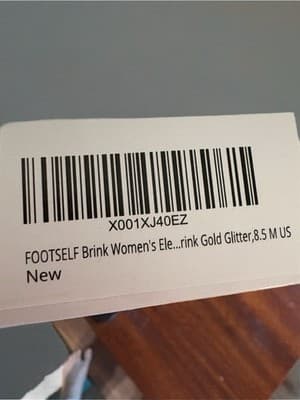 X001XJ40EZ
FOOTSELF Brink Women's Ele...rink Gold Glitter,8.5 M US
New